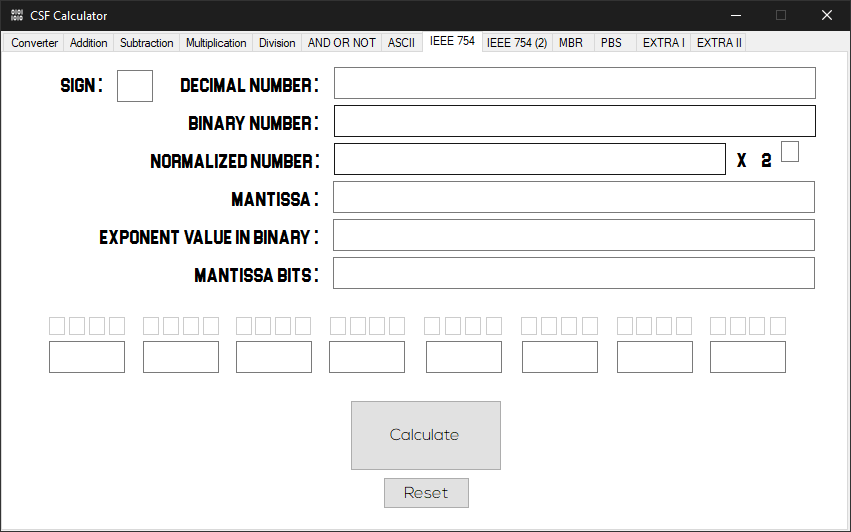 CSF Calculator
Converter Addition Subtraction Multiplication Division AND OR NOT ASCII IEEE 754 IEEE 754 (2) MBR PBS EXTRA I EXTRA II
SIGN: DECIMAL NUMBER:
BINARY NUMBER:
NORMALIZED NUMBER: X 2
MANTISSA:
EXPONENT VALUE IN BINARY:
MANTISSA BITS:
Calculate
Reset